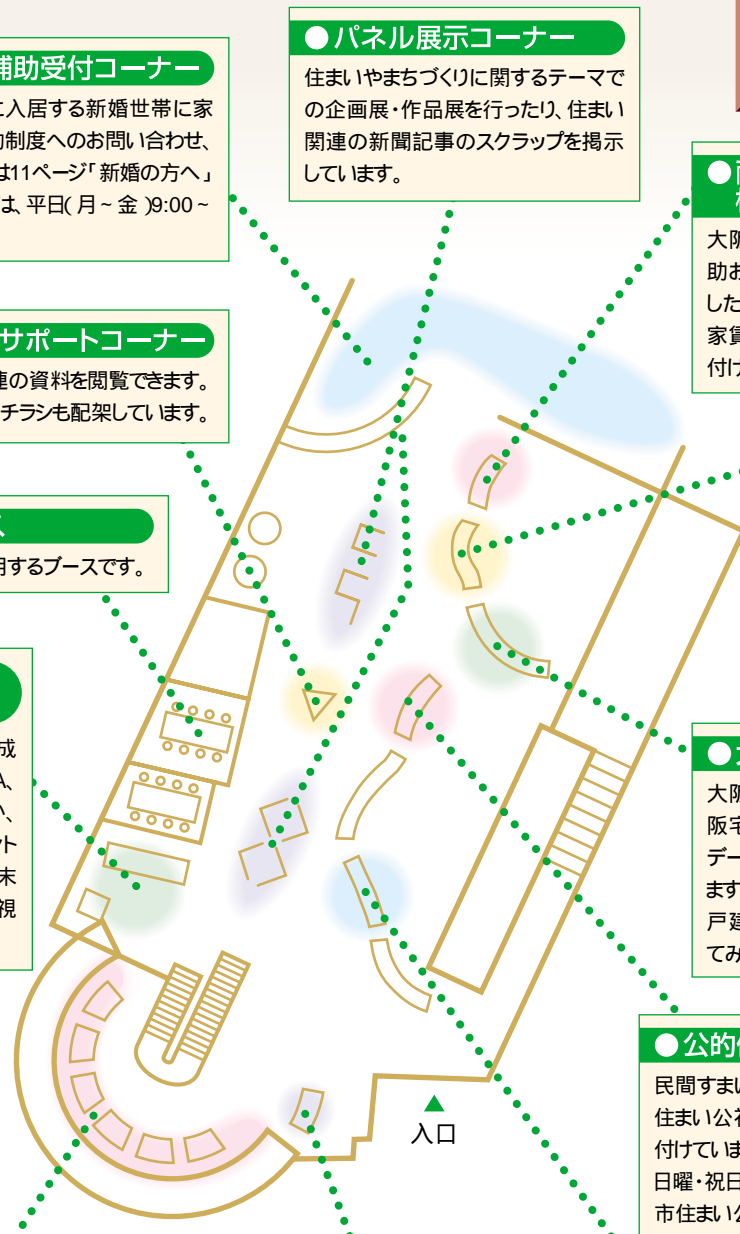 補助受付コーナー
に入居する新婚世帯に家
助制度へのお問い合わせ、
は11ページ「新婚の方へ」
は、平日(月~金)9:00~
●パネル展示コーナー
住まいやまちづくりに関するテーマで
の企画展・作品展を行ったり、住まい
関連の新聞記事のスクラップを掲示
しています。
大阪
助お
した
家賃
付け
サポートコーナー
連の資料を閲覧できます。
チラシも配架しています。
ス
用するブースです。
成
A、
い、
ント
末
視
大阪
阪宅
デー
ます
戸建
てみ
●公的住
民間すまい
住まい公社
付けていま
日曜・祝日
市住まい公
入口